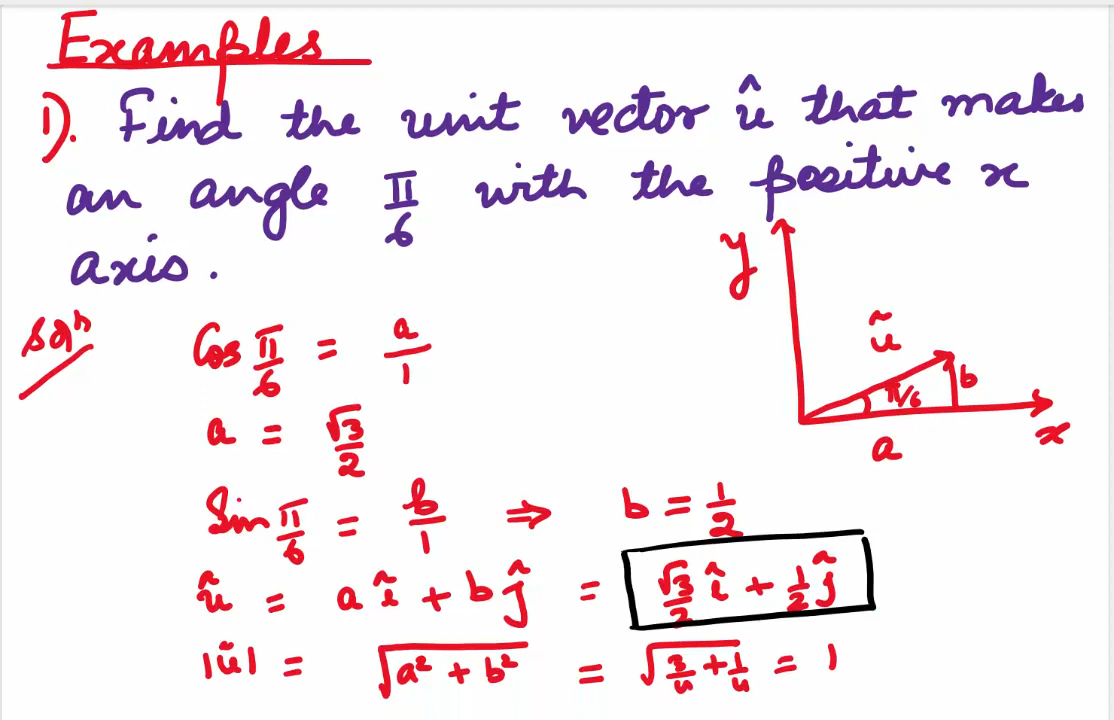 Examples
1). Find the unit vector û that makes
an angle π/6 with the positive x
axis.
y
ũ
π/6
b
a
x
Soln
Cos π/6 = a/1
a = √3/2
Sin π/6 = b/1 ⇒ b = 1/2
û = a î + b ĵ = √3/2 î + 1/2 ĵ
|ũ| = √(a² + b²) = √(3/4 + 1/4) = 1